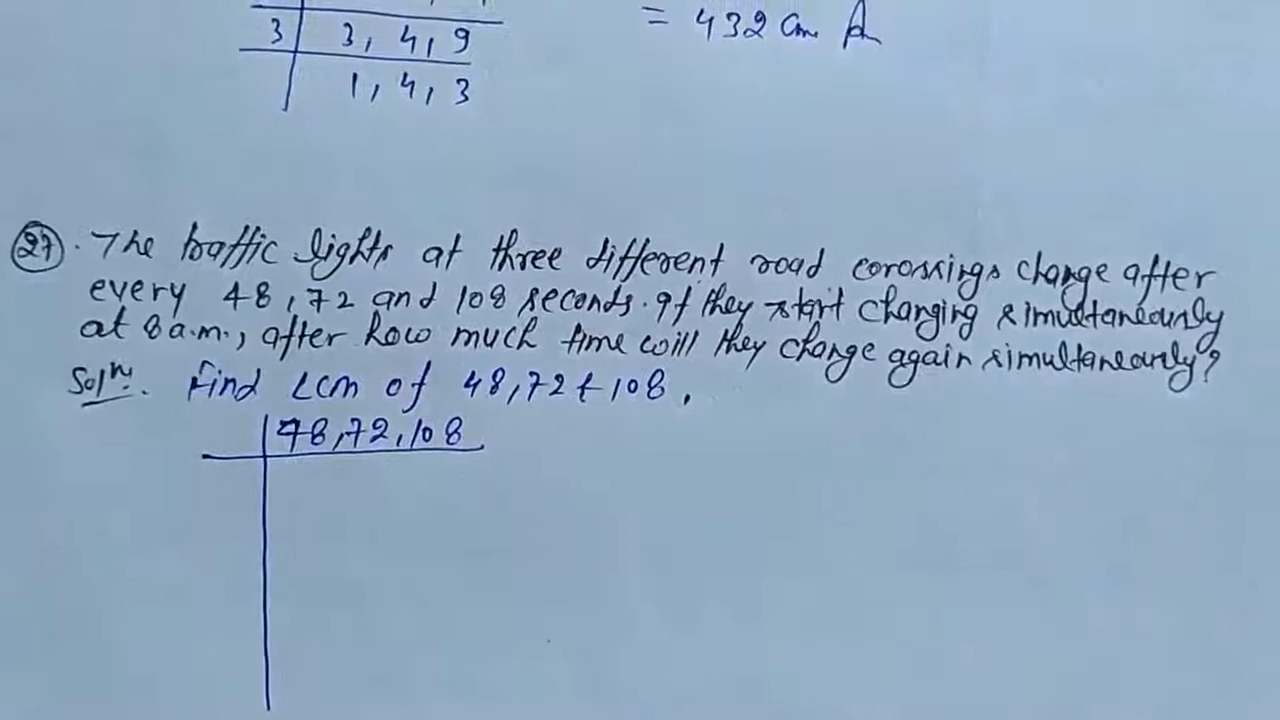 3 3, 4, 9
= 432 cm
1, 4, 3
27. The traffic lights at three different road corossings change after
every 48, 72 and 108 seconds. If they start changing simultaneously
at 8 a.m., after how much time will they change again simultaneously?
Solⁿ. Find LCM of 48, 72 & 108.
48, 72, 108